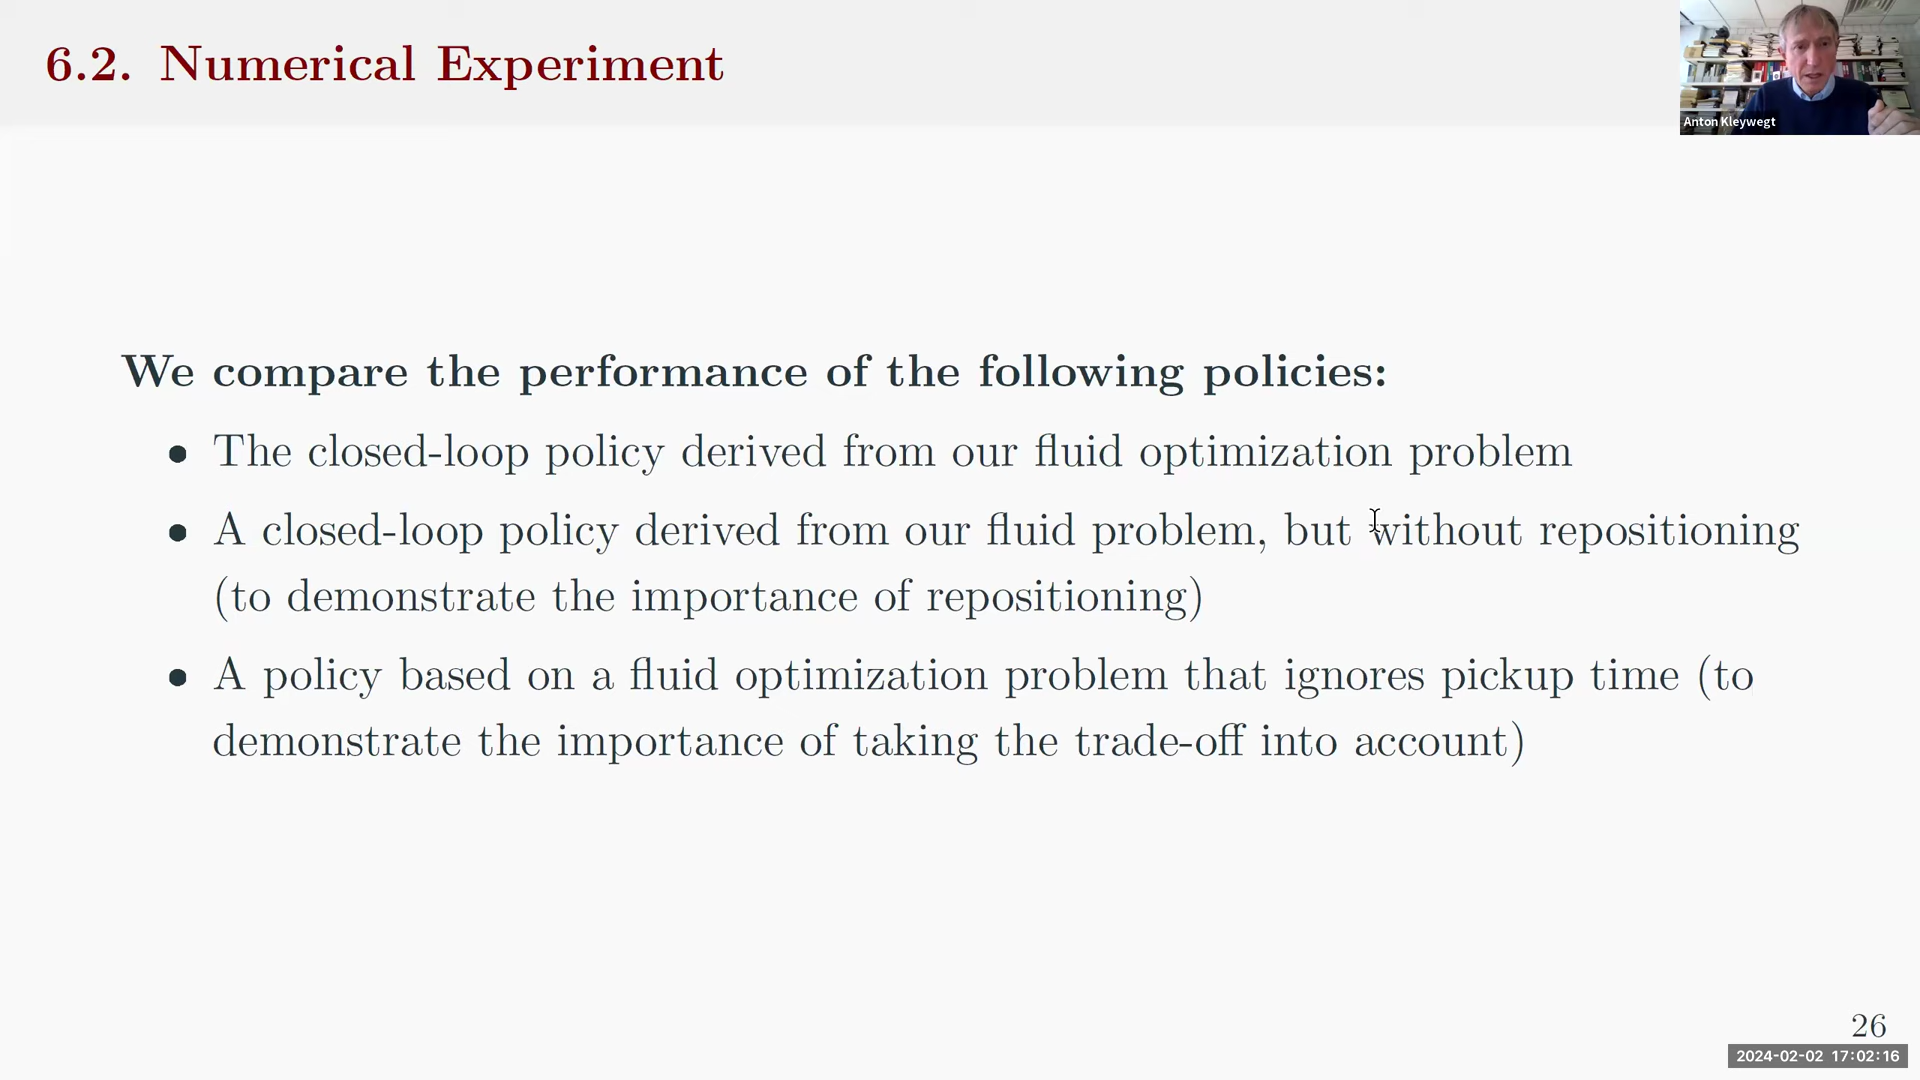 6.2. Numerical Experiment
Anton Kleywegt
We compare the performance of the following policies:
• The closed-loop policy derived from our fluid optimization problem
• A closed-loop policy derived from our fluid problem, but without repositioning
(to demonstrate the importance of repositioning)
• A policy based on a fluid optimization problem that ignores pickup time (to
demonstrate the importance of taking the trade-off into account)
26
2024-02-02 17:02:16